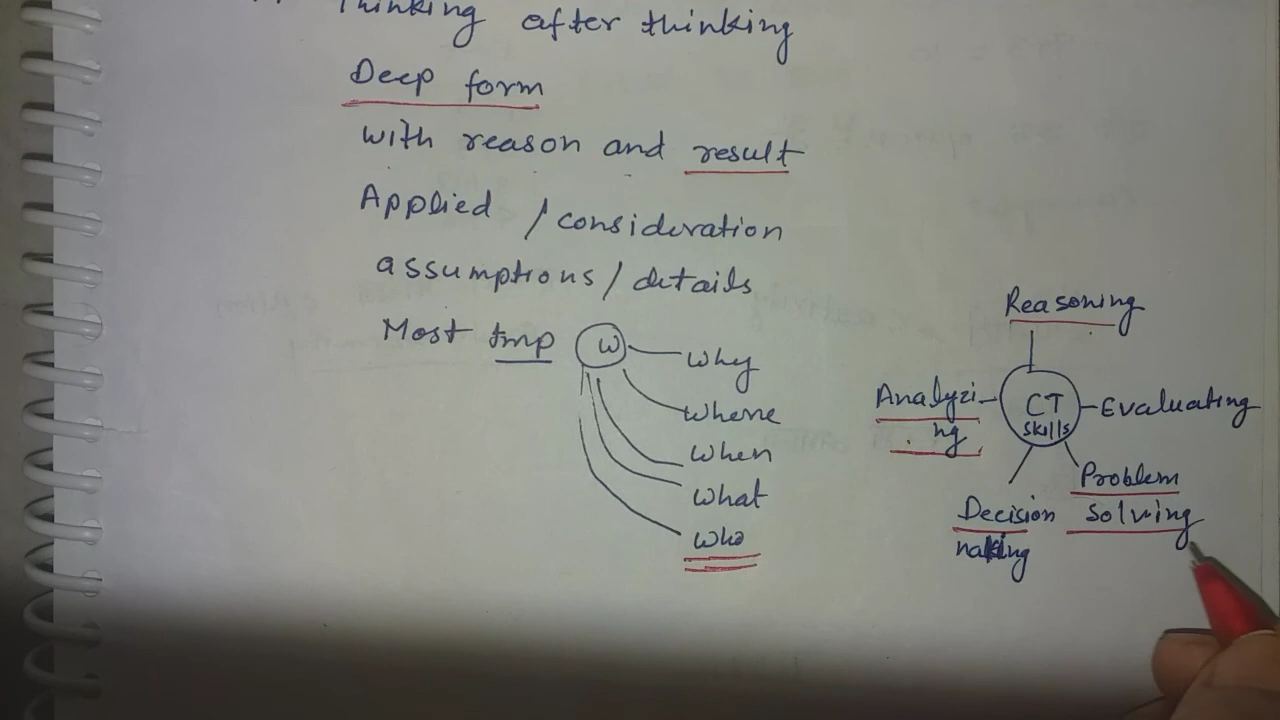 Thinking after thinking
Deep form
with reason and result
Applied / consideration
assumptions / details
Most Imp
W
Why
Where
When
What
Who
Reasoning
Analyzi-
ng
CT
skills
Evaluating
Problem
Solving
Decision
making